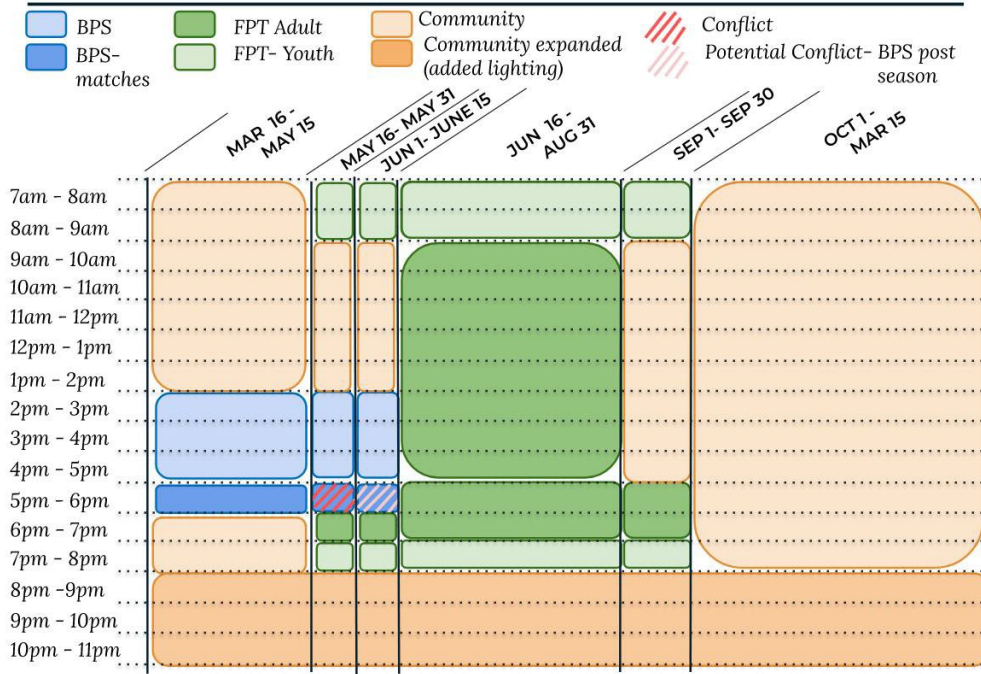 BPS
BPS-
matches
FPT Adult
FPT- Youth
Community
Community expanded
(added lighting)
Conflict
Potential Conflict- BPS post
season
MAR 16 -
MAY 15
MAY 16- MAY 31
JUN 1- JUNE 15
JUN 16 -
AUG 31
SEP 1- SEP 30
OCT 1 -
MAR 15
7am - 8am
8am - 9am
9am - 10am
10am - 11am
11am - 12pm
12pm - 1pm
1pm - 2pm
2pm - 3pm
3pm - 4pm
4pm - 5pm
5pm - 6pm
6pm - 7pm
7pm - 8pm
8pm -9pm
9pm - 10pm
10pm - 11pm